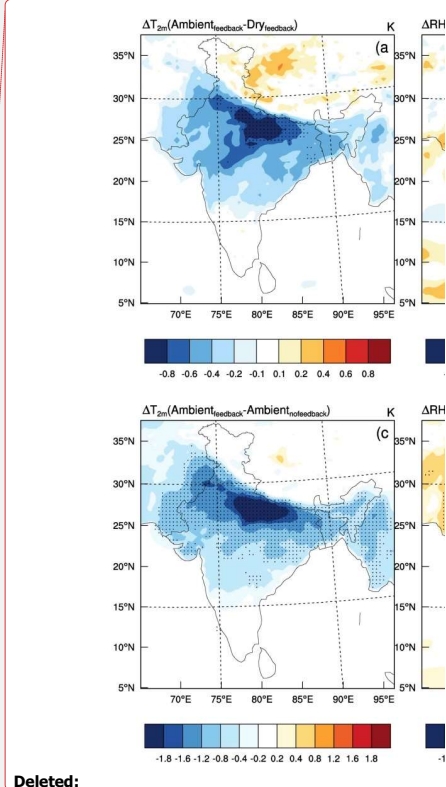 ΔT2m(Ambientfeedback-Dryfeedback) K ΔRH
(a
35°N 35°N
30°N 30°N
25°N 25°N
20°N 20°N
15°N 15°N
10°N 10°N
5°N 5°N
70°E 75°E 80°E 85°E 90°E 95°E
-0.8 -0.6 -0.4 -0.2 -0.1 0.1 0.2 0.4 0.6 0.8
ΔT2m(Ambientfeedback-Ambientnofeedback) K ΔRH
(c
35°N 35°N
30°N 30°N
25°N 25°N
20°N 20°N
15°N 15°N
10°N 10°N
5°N 5°N
70°E 75°E 80°E 85°E 90°E 95°E
-1.8 -1.6 -1.2 -0.8 -0.4 -0.2 0.2 0.4 0.8 1.2 1.6 1.8 -1
Deleted: